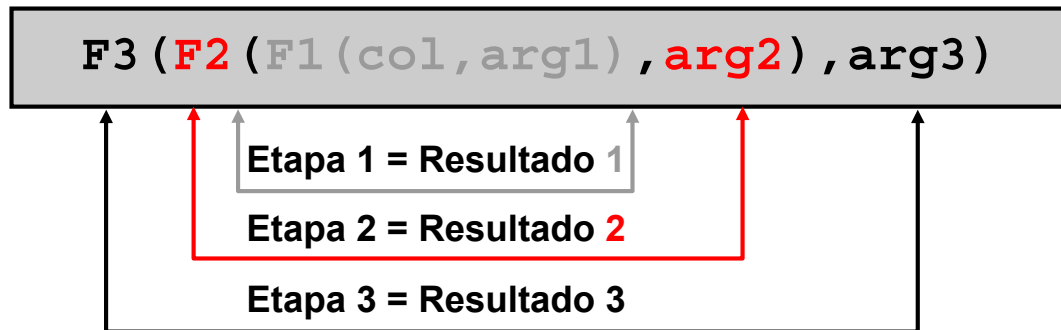 F3(F2(F1(col,arg1),arg2),arg3)
Etapa 1 = Resultado 1
Etapa 2 = Resultado 2
Etapa 3 = Resultado 3